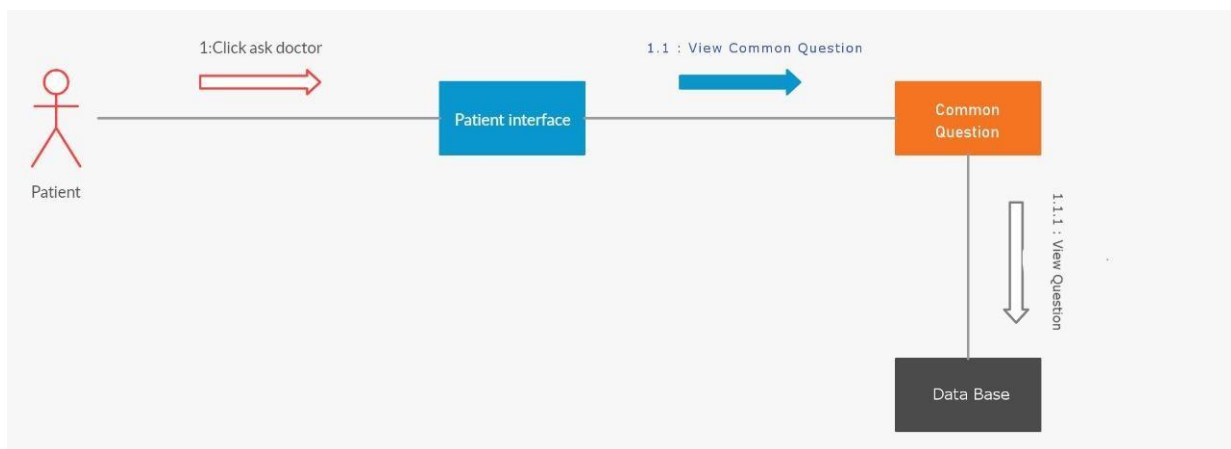 1:Click ask doctor
1.1 : View Common Question
Patient interface
Common
Question
Patient
1.1.1 : View Question
Data Base